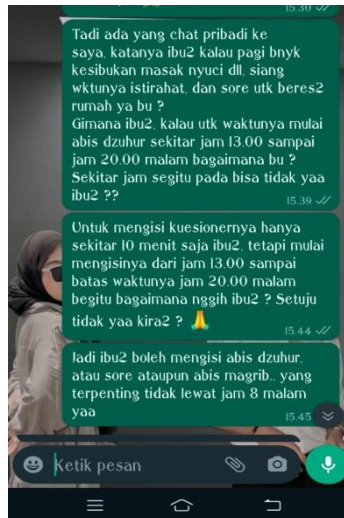 15.30
Tadi ada yang chat pribadi ke
saya, katanya ibu2 kalau pagi bnyk
kesibukan masak nyuci dll, siang
wktunya istirahat, dan sore utk beres2
rumah ya bu ?
Gimana ibu2, kalau utk waktunya mulai
abis dzuhur sekitar jam 13.00 sampai
jam 20.00 malam bagaimana bu ?
Sekitar jam segitu pada bisa tidak yaa
ibu2 ??
15.39
Untuk mengisi kuesionernya hanya
sekitar 10 menit saja ibu2, tetapi mulai
mengisinya dari jam 13.00 sampai
batas waktunya jam 20.00 malam
begitu bagaimana nggih ibu2 ? Setuju
tidak yaa kira2 ? 🙏
15.44
Jadi ibu2 boleh mengisi abis dzuhur,
atau sore ataupun abis magrib.. yang
terpenting tidak lewat jam 8 malam
yaa
15.45
Ketik pesan